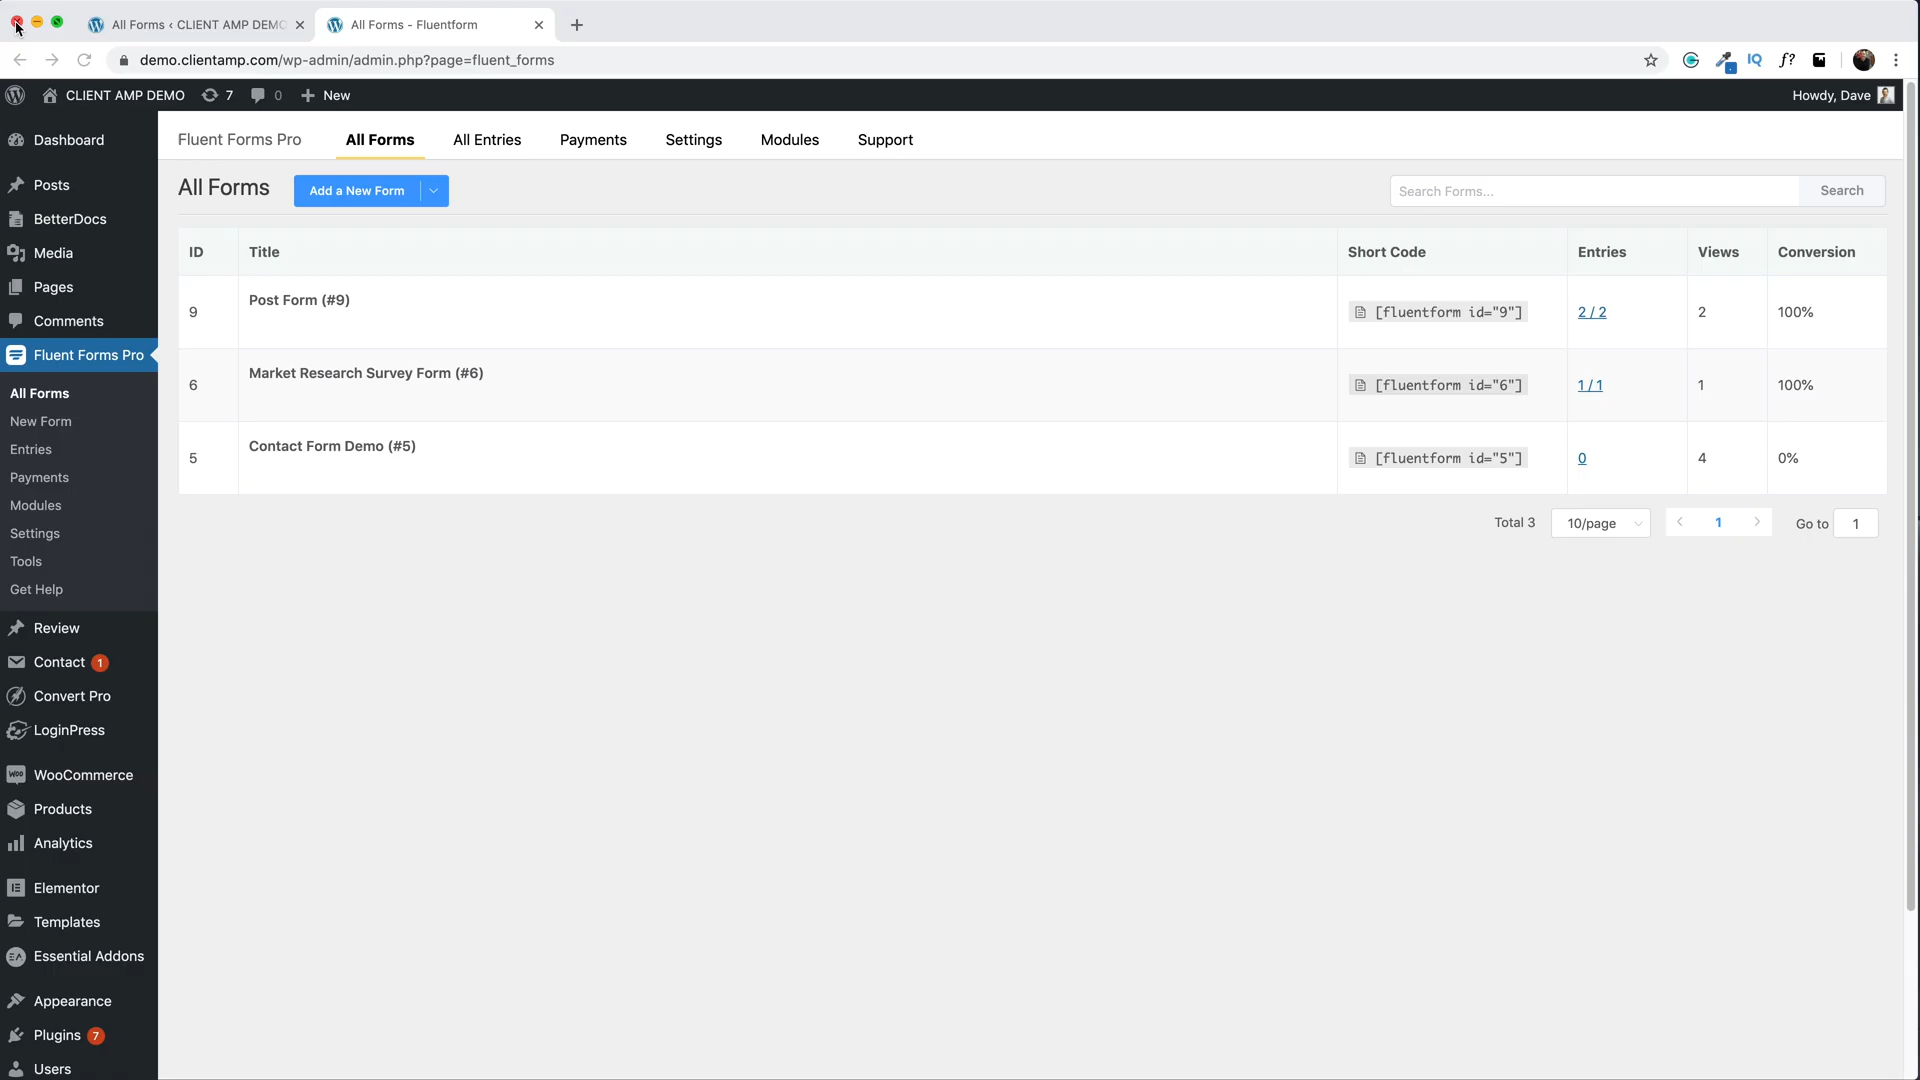 All Forms ‹ CLIENT AMP DEMO
All Forms - Fluentform
demo.clientamp.com/wp-admin/admin.php?page=fluent_forms
IQ
f?
CLIENT AMP DEMO
7
0
New
Howdy, Dave
Dashboard
Posts
BetterDocs
Media
Pages
Comments
Fluent Forms Pro
All Forms
New Form
Entries
Payments
Modules
Settings
Tools
Get Help
Review
Contact 1
Convert Pro
LoginPress
WooCommerce
Products
Analytics
Elementor
Templates
Essential Addons
Appearance
Plugins 7
Users
Fluent Forms Pro
All Forms
All Entries
Payments
Settings
Modules
Support
All Forms
Add a New Form
Search Forms...
Search
ID Title Short Code Entries Views Conversion
9 Post Form (#9) [fluentform id="9"] 2 / 2 2 100%
6 Market Research Survey Form (#6) [fluentform id="6"] 1 / 1 1 100%
5 Contact Form Demo (#5) [fluentform id="5"] 0 4 0%
Total 3 10/page 1 Go to 1